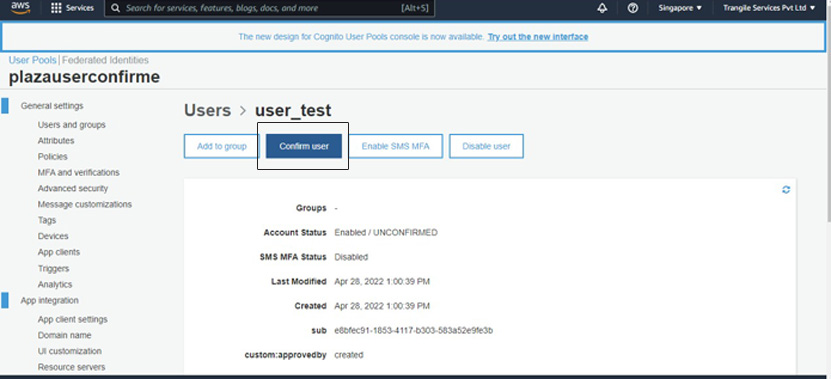 aws Services Search for services, features, blogs, docs, and more [Alt+S] Singapore Trangile Services Pvt Ltd
The new design for Cognito User Pools console is now available. Try out the new interface
User Pools | Federated Identities
plazauserconfirme
General settings
Users and groups
Attributes
Policies
MFA and verifications
Advanced security
Message customizations
Tags
Devices
App clients
Triggers
Analytics
App integration
App client settings
Domain name
UI customization
Resource servers
Users > user_test
Add to group Confirm user Enable SMS MFA Disable user
Groups -
Account Status Enabled / UNCONFIRMED
SMS MFA Status Disabled
Last Modified Apr 28, 2022 1:00:39 PM
Created Apr 28, 2022 1:00:39 PM
sub e8bfec91-1853-4117-b303-583a52e9fe3b
custom:approvedby created